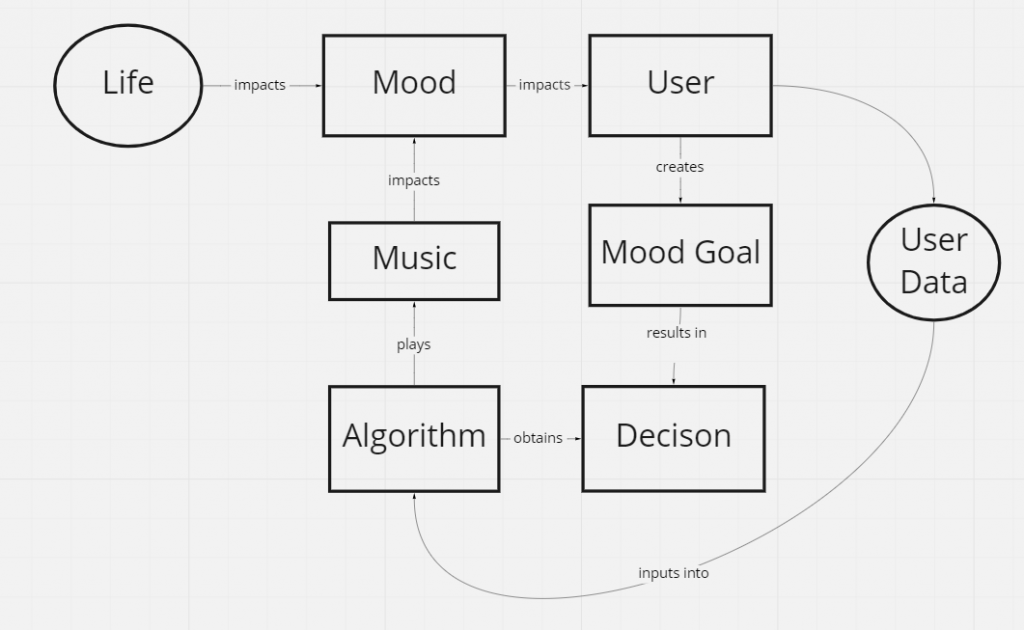 Life
impacts
Mood
impacts
User
impacts
creates
User
Data
Music
Mood Goal
plays
results in
Algorithm
obtains
Decison
inputs into